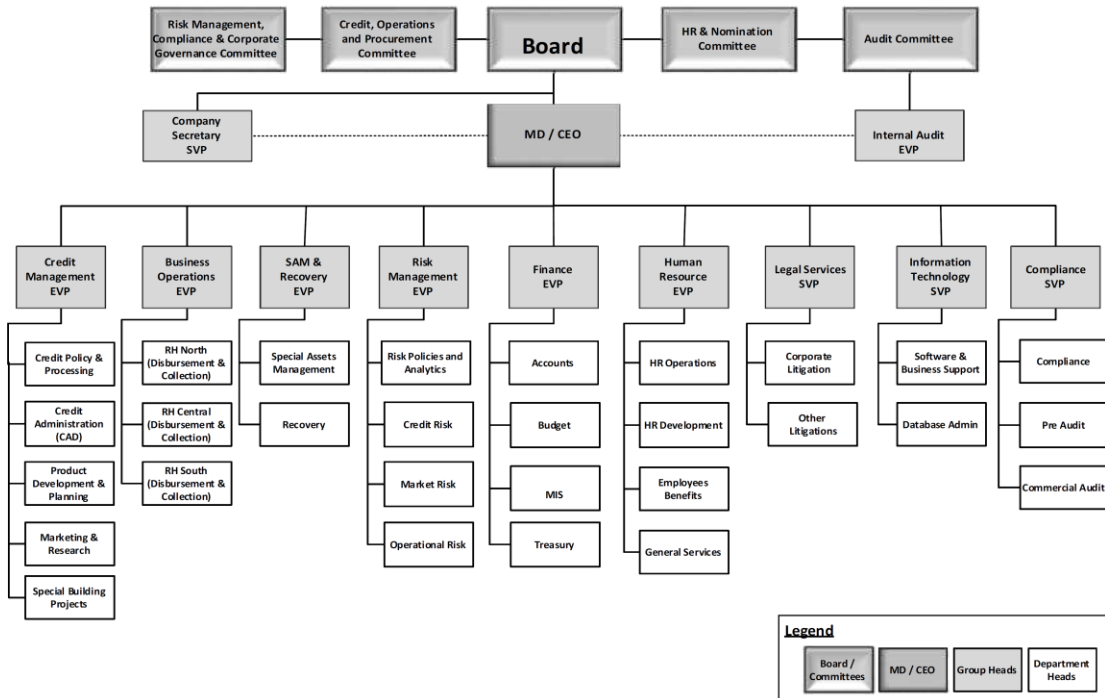 Risk Management,
Compliance & Corporate
Governance Committee
Credit, Operations
and Procurement
Committee
Board
HR & Nomination
Committee
Audit Committee
Company
Secretary
SVP
MD / CEO
Internal Audit
EVP
Credit
Management
EVP
Business
Operations
EVP
SAM &
Recovery
EVP
Risk
Management
EVP
Finance
EVP
Human
Resource
EVP
Legal Services
SVP
Information
Technology
SVP
Compliance
SVP
Credit Policy &
Processing
Credit
Administration
(CAD)
Product
Development &
Planning
Marketing &
Research
Special Building
Projects
RH North
(Disbursement &
Collection)
RH Central
(Disbursement &
Collection)
RH South
(Disbursement &
Collection)
Special Assets
Management
Recovery
Risk Policies and
Analytics
Credit Risk
Market Risk
Operational Risk
Accounts
Budget
MIS
Treasury
HR Operations
HR Development
Employees
Benefits
General Services
Corporate
Litigation
Other
Litigations
Software &
Business Support
Database Admin
Compliance
Pre Audit
Commercial Audit
Legend
Board /
Committees
MD / CEO
Group Heads
Department
Heads